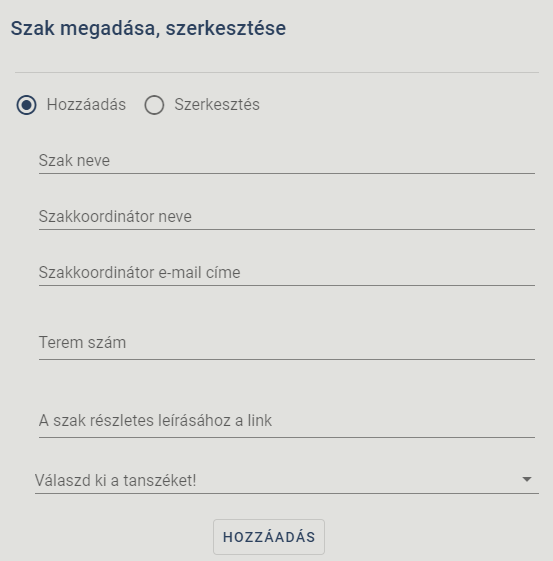 Szak megadása, szerkesztése
Hozzáadás Szerkesztés
Szak neve
Szakkoordinátor neve
Szakkoordinátor e-mail címe
Terem szám
A szak részletes leírásához a link
Válaszd ki a tanszéket!
HOZZÁADÁS